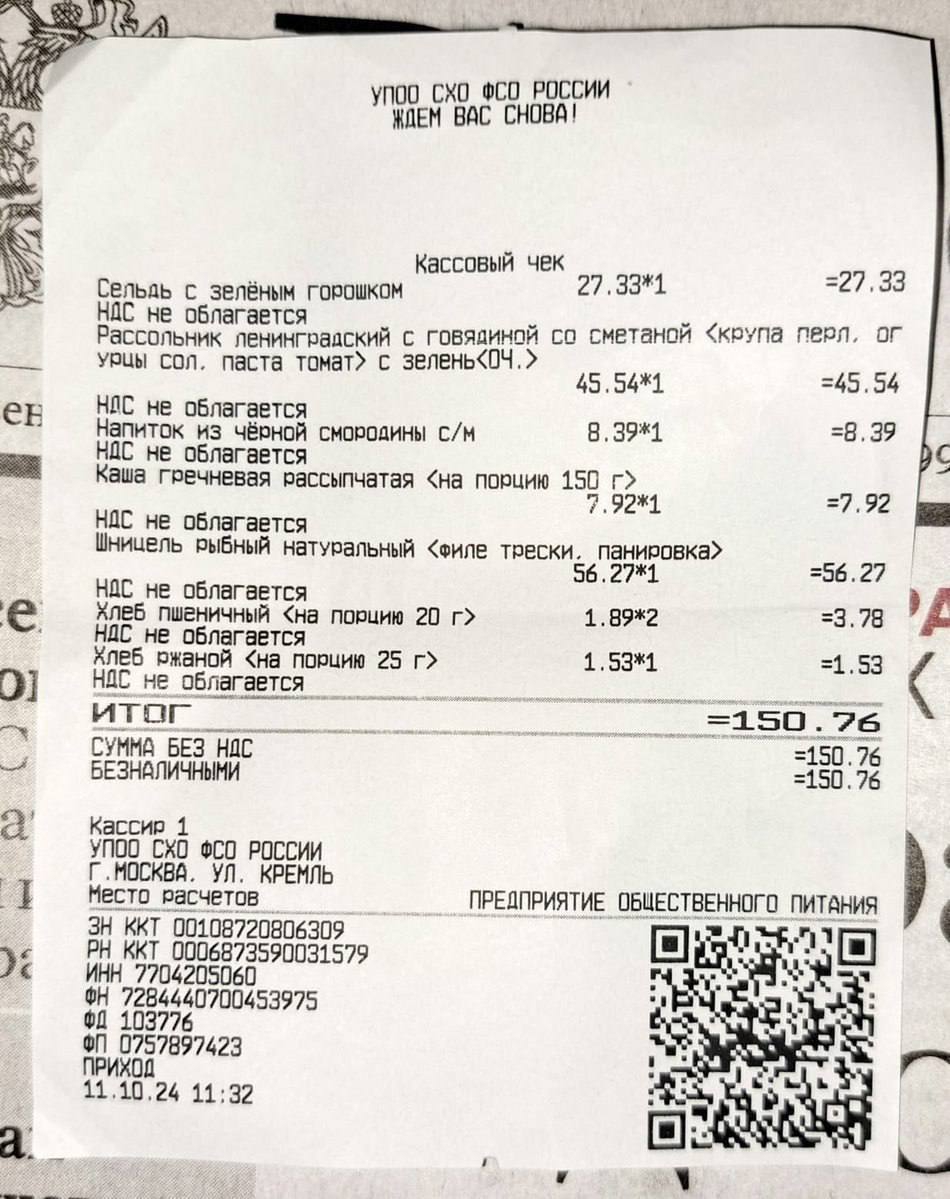 УПОО СХО ФСО РОССИИ
ЖДЕМ ВАС СНОВА!
Кассовый чек
Сельдь с зелёным горошком 27.33*1 =27.33
НДС не облагается
Рассольник ленинградский с говядиной со сметаной <крупа перл. ог
урцы сол. паста томат> с зелень<ОЧ.>
45.54*1 =45.54
НДС не облагается
Напиток из чёрной смородины с/м 8.39*1 =8.39
НДС не облагается
Каша гречневая рассыпчатая <на порцию 150 г>
7.92*1 =7.92
НДС не облагается
Шницель рыбный натуральный <филе трески. панировка>
56.27*1 =56.27
НДС не облагается
Хлеб пшеничный <на порцию 20 г> 1.89*2 =3.78
НДС не облагается
Хлеб ржаной <на порцию 25 г> 1.53*1 =1.53
НДС не облагается
ИТОГ =150.76
СУММА БЕЗ НДС =150.76
БЕЗНАЛИЧНЫМИ =150.76
Кассир 1
УПОО СХО ФСО РОССИИ
Г.МОСКВА. УЛ. КРЕМЛЬ
Место расчетов ПРЕДПРИЯТИЕ ОБЩЕСТВЕННОГО ПИТАНИЯ
ЗН ККТ 00108720806309
РН ККТ 0006873590031579
ИНН 7704205060
ФН 7284440700453975
ФД 103776
ФП 0757897423
ПРИХОД
11.10.24 11:32